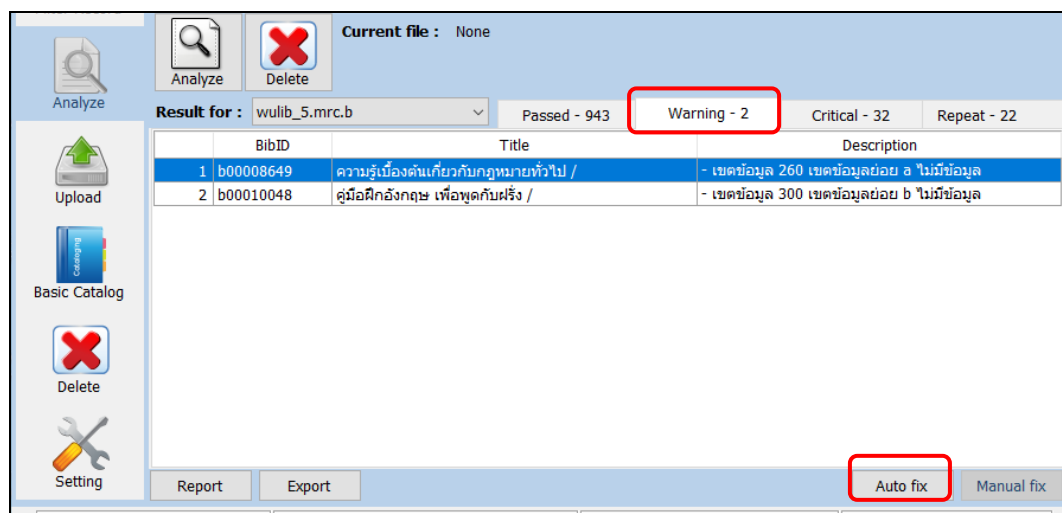 Current file : None
Analyze Delete
Analyze
Result for : wulib_5.mrc.b Passed - 943 Warning - 2 Critical - 32 Repeat - 22
BibID Title Description
1 b00008649 ความรู้เบื้องต้นเกี่ยวกับกฎหมายทั่วไป / - เขตข้อมูล 260 เขตข้อมูลย่อย a ไม่มีข้อมูล
2 b00010048 คู่มือฝึกอังกฤษ เพื่อพูดกับฝรั่ง / - เขตข้อมูล 300 เขตข้อมูลย่อย b ไม่มีข้อมูล
Upload
Cataloging
Basic Catalog
Delete
Setting
Report Export Auto fix Manual fix